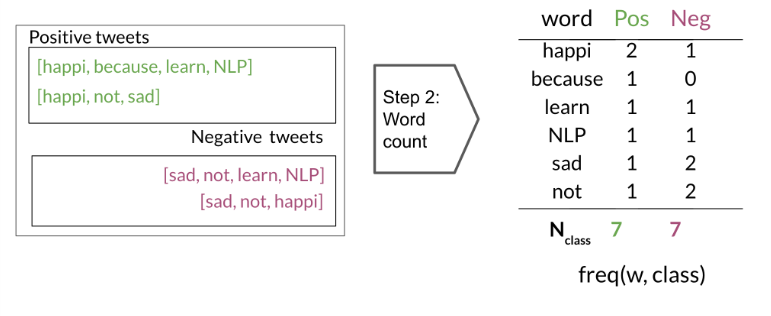 Positive tweets
[happi, because, learn, NLP]
[happi, not, sad]
Negative tweets
[sad, not, learn, NLP]
[sad, not, happi]
Step 2:
Word
count
word Pos Neg
happi 2 1
because 1 0
learn 1 1
NLP 1 1
sad 1 2
not 1 2
Nclass 7 7
freq(w, class)